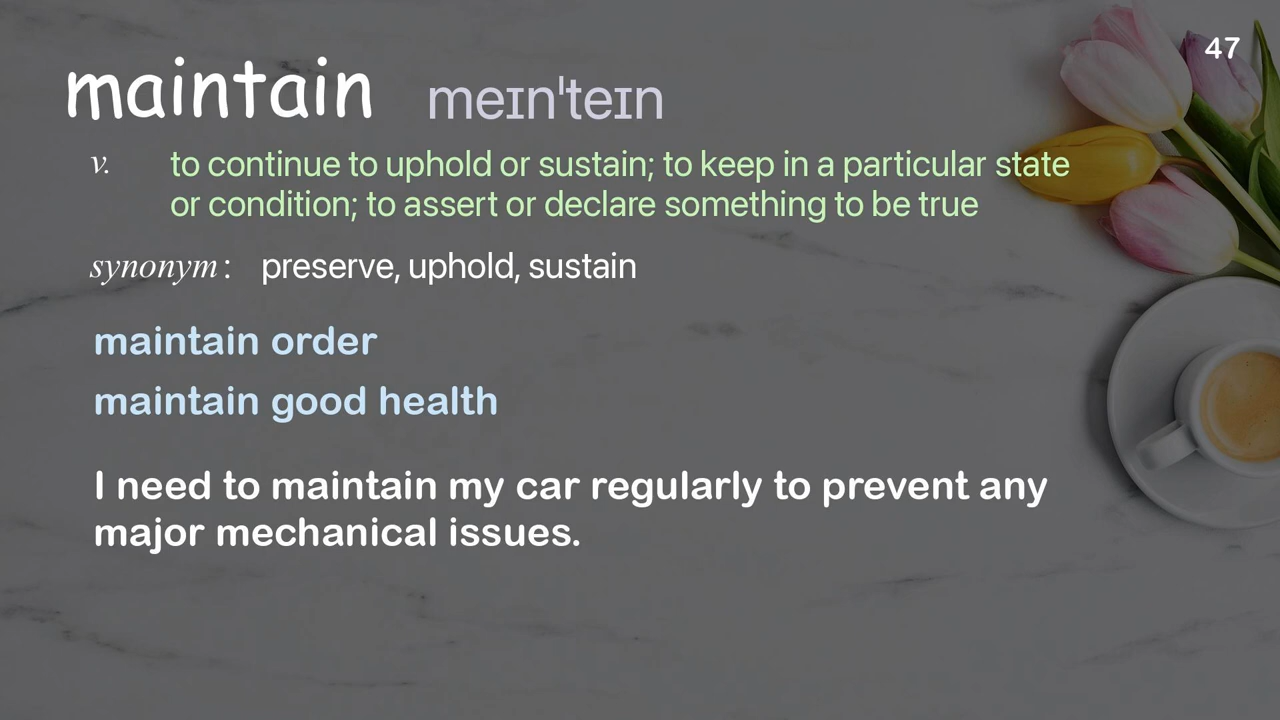 47
maintain meɪn'teɪn
v. to continue to uphold or sustain; to keep in a particular state
or condition; to assert or declare something to be true
synonym: preserve, uphold, sustain
maintain order
maintain good health
I need to maintain my car regularly to prevent any
major mechanical issues.